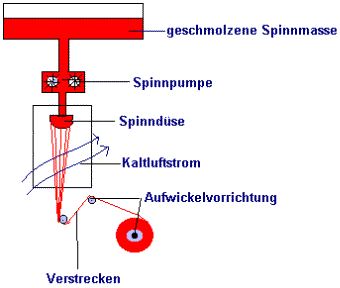 geschmolzene Spinnmasse
Spinnpumpe
Spinndüse
Kaltluftstrom
Aufwickelvorrichtung
Verstrecken